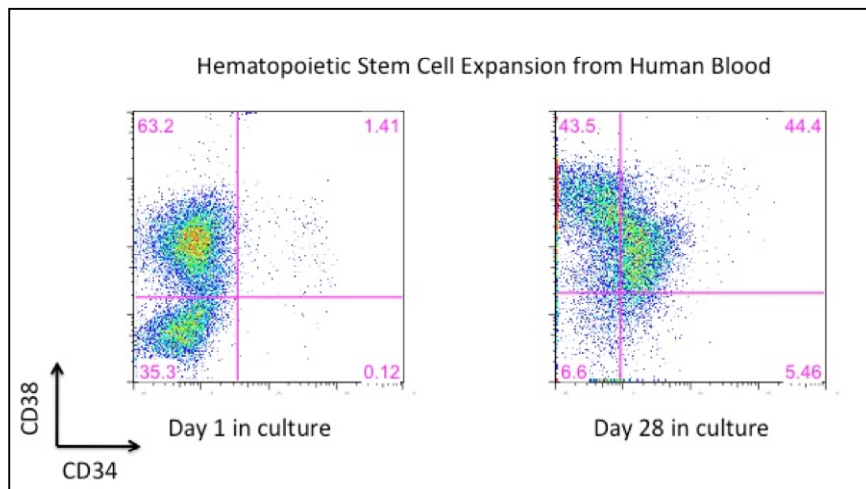 Hematopoietic Stem Cell Expansion from Human Blood
63.2 1.41
35.3 0.12
43.5 44.4
6.6 5.46
CD38
CD34
Day 1 in culture
Day 28 in culture